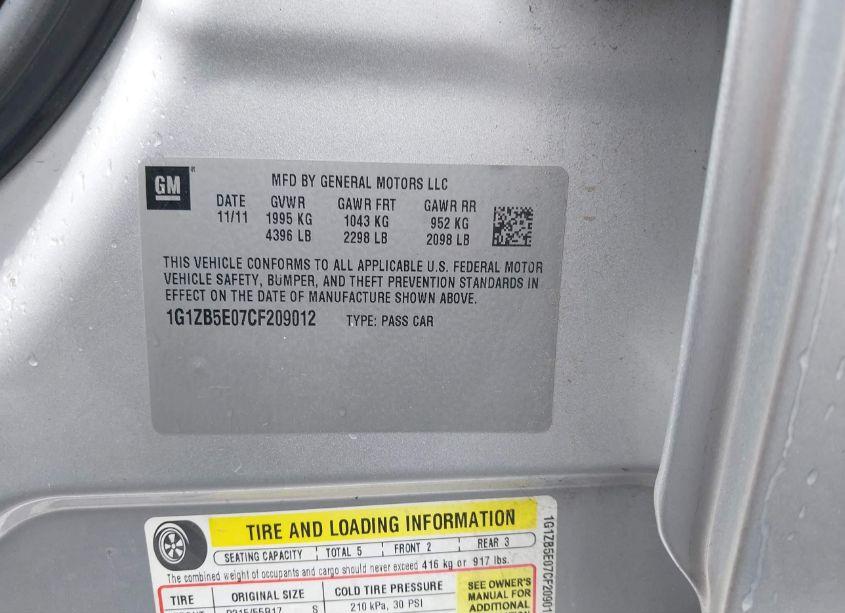 GM
MFD BY GENERAL MOTORS LLC
DATE GVWR GAWR FRT GAWR RR
11/11 1995 KG 1043 KG 952 KG
4396 LB 2298 LB 2098 LB
THIS VEHICLE CONFORMS TO ALL APPLICABLE U.S. FEDERAL MOTOR
VEHICLE SAFETY, BUMPER, AND THEFT PREVENTION STANDARDS IN
EFFECT ON THE DATE OF MANUFACTURE SHOWN ABOVE.
1G1ZB5E07CF209012 TYPE: PASS CAR
TIRE AND LOADING INFORMATION
SEATING CAPACITY TOTAL 5 FRONT 2 REAR 3
The combined weight of occupants and cargo should never exceed 416 kg or 917 lbs.
TIRE ORIGINAL SIZE COLD TIRE PRESSURE
210 kPa, 30 PSI
SEE OWNER'S
MANUAL FOR
ADDITIONAL
1G1ZB5E07CF2090